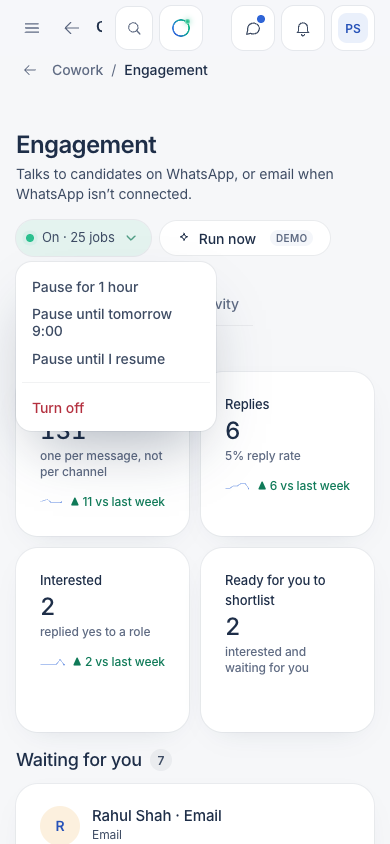 PS
Cowork / Engagement
Engagement
Talks to candidates on WhatsApp, or email when
WhatsApp isn't connected.
On · 25 jobs
Run now DEMO
Pause for 1 hour
Pause until tomorrow
9:00
Pause until I resume
Turn off
vity
131
one per message, not
per channel
11 vs last week
Replies
6
5% reply rate
6 vs last week
Interested
2
replied yes to a role
2 vs last week
Ready for you to
shortlist
2
interested and
waiting for you
Waiting for you 7
R
Rahul Shah · Email
Email